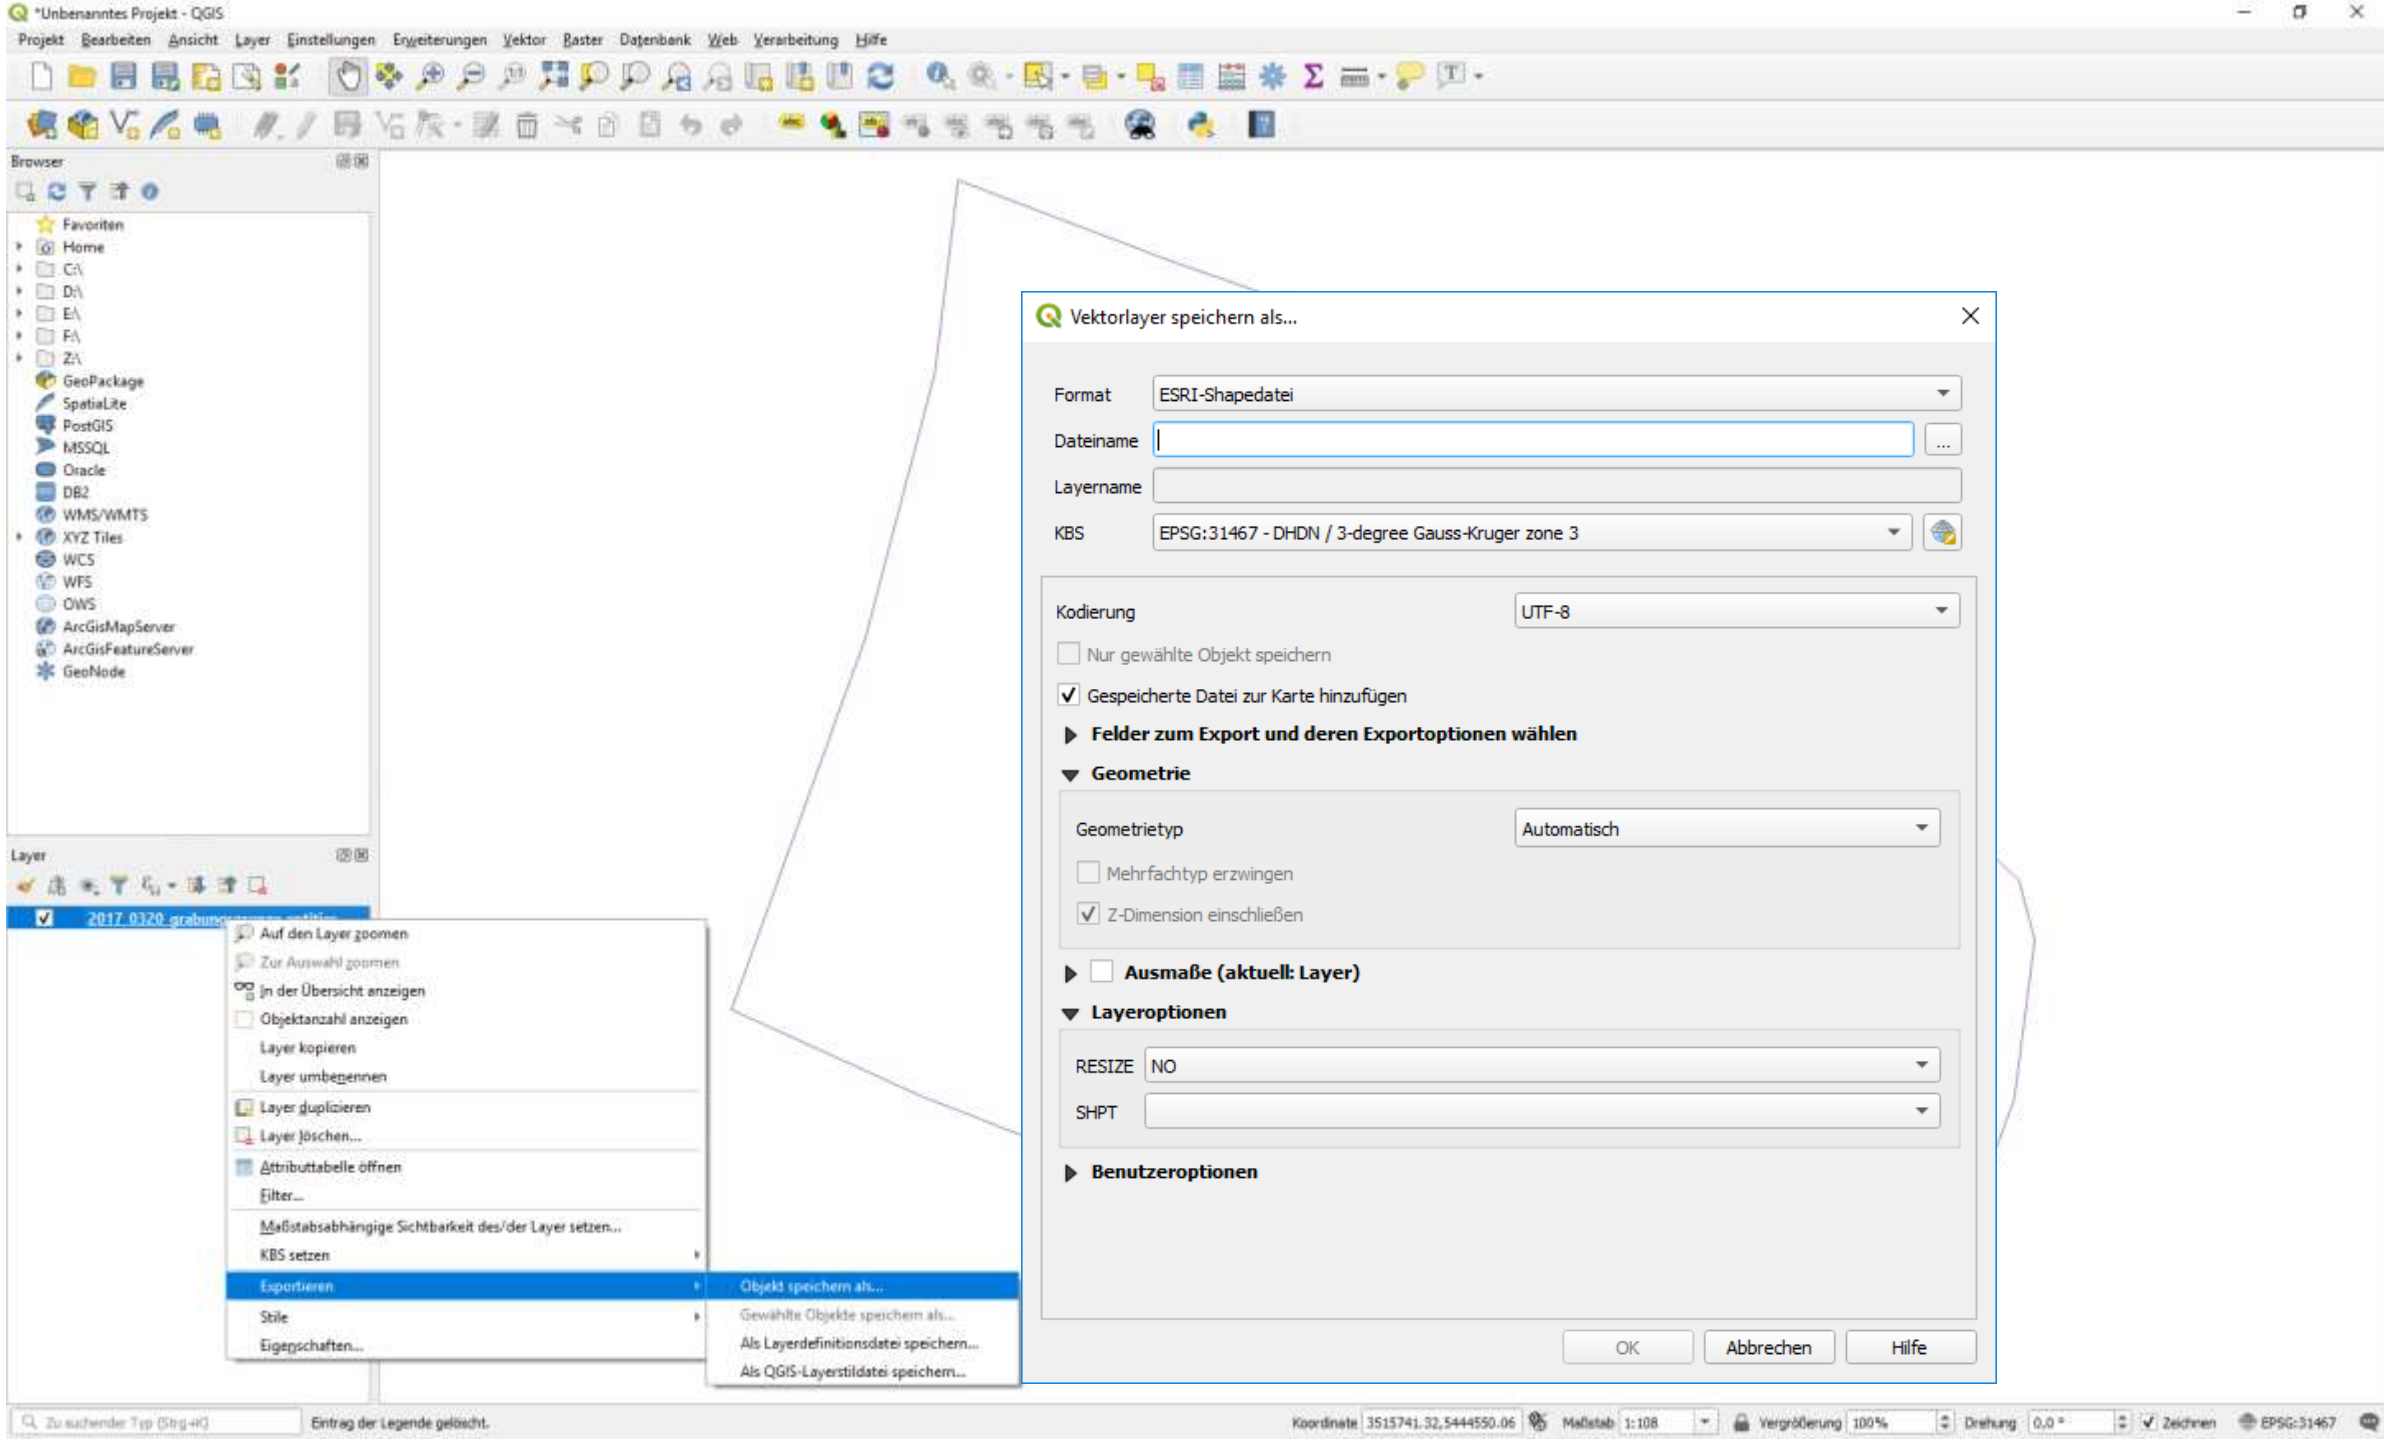 *Unbenanntes Projekt - QGIS
Projekt Bearbeiten Ansicht Layer Einstellungen Erweiterungen Vektor Raster Datenbank Web Verarbeitung Hilfe
Browser
Favoriten
Home
C:\
D:\
E:\
F:\
Z:\
GeoPackage
SpatiaLite
PostGIS
MSSQL
Oracle
DB2
WMS/WMTS
XYZ Tiles
WCS
WFS
OWS
ArcGisMapServer
ArcGisFeatureServer
GeoNode
Layer
2017_0320_grabungsgrenze entities
Auf den Layer zoomen
Zur Auswahl zoomen
In der Übersicht anzeigen
Objektanzahl anzeigen
Layer kopieren
Layer umbenennen
Layer duplizieren
Layer löschen...
Attributtabelle öffnen
Filter...
Maßstabsabhängige Sichtbarkeit des/der Layer setzen...
KBS setzen
Exportieren
Stile
Eigenschaften...
Objekt speichern als...
Gewählte Objekte speichern als...
Als Layerdefinitionsdatei speichern...
Als QGIS-Layerstildatei speichern...
Vektorlayer speichern als...
Format ESRI-Shapedatei
Dateiname ...
Layername
KBS EPSG:31467 - DHDN / 3-degree Gauss-Kruger zone 3
Kodierung UTF-8
Nur gewählte Objekt speichern
Gespeicherte Datei zur Karte hinzufügen
Felder zum Export und deren Exportoptionen wählen
Geometrie
Geometrietyp Automatisch
Mehrfachtyp erzwingen
Z-Dimension einschließen
Ausmaße (aktuell: Layer)
Layeroptionen
RESIZE NO
SHPT
Benutzeroptionen
OK Abbrechen Hilfe
Zu suchender Typ (Strg+K) Eintrag der Legende gelöscht. Koordinate 3515741.32,5444550.06 Maßstab 1:108 Vergrößerung 100% Drehung 0,0 ° Zeichnen EPSG:31467